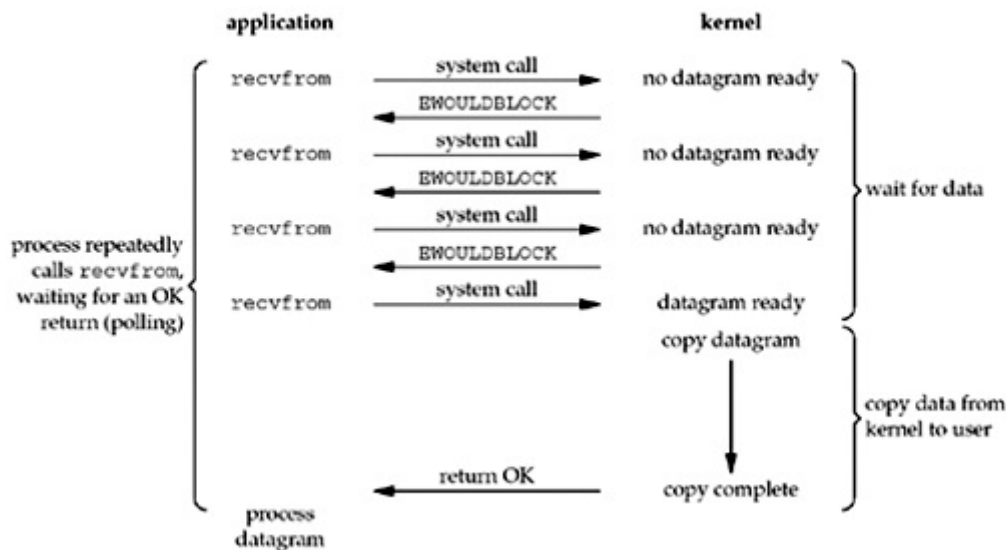 application
kernel
recvfrom
system call
no datagram ready
EWOULDBLOCK
recvfrom
system call
no datagram ready
EWOULDBLOCK
recvfrom
system call
no datagram ready
EWOULDBLOCK
recvfrom
system call
datagram ready
wait for data
process repeatedly
calls recvfrom,
waiting for an OK
return (polling)
copy datagram
copy data from
kernel to user
return OK
copy complete
process
datagram